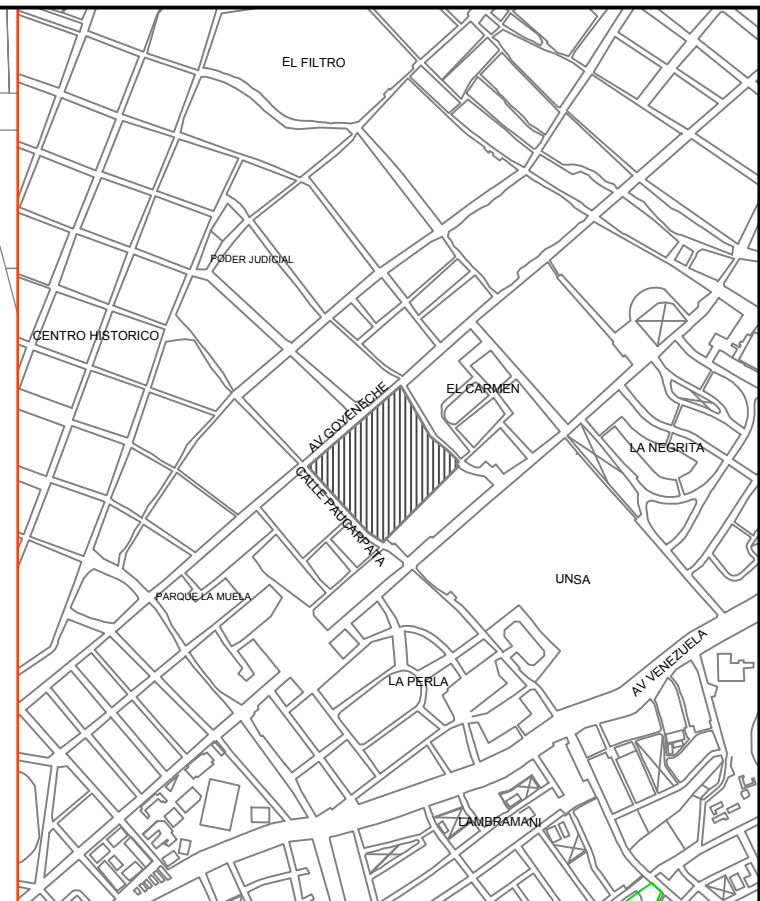 EL FILTRO
PODER JUDICIAL
CENTRO HISTORICO
EL CARMEN
AV GOYENECHE
LA NEGRITA
CALLE PAUCARPATA
UNSA
PARQUE LA MUELA
AV VENEZUELA
LA PERLA
LAMBRAMANI